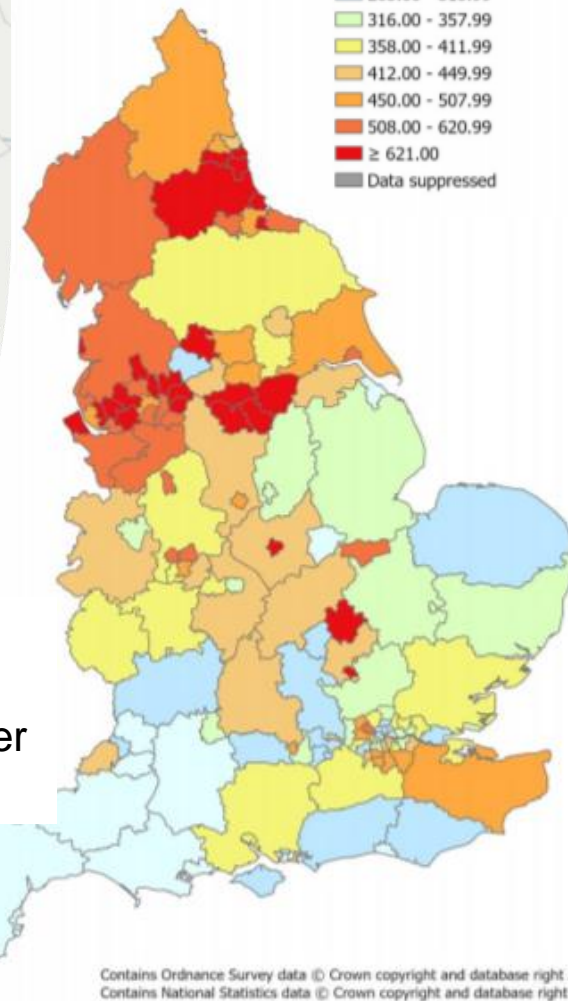 316.00 - 357.99
358.00 - 411.99
412.00 - 449.99
450.00 - 507.99
508.00 - 620.99
≥ 621.00
Data suppressed
er
Contains Ordnance Survey data © Crown copyright and database right
Contains National Statistics data © Crown copyright and database right